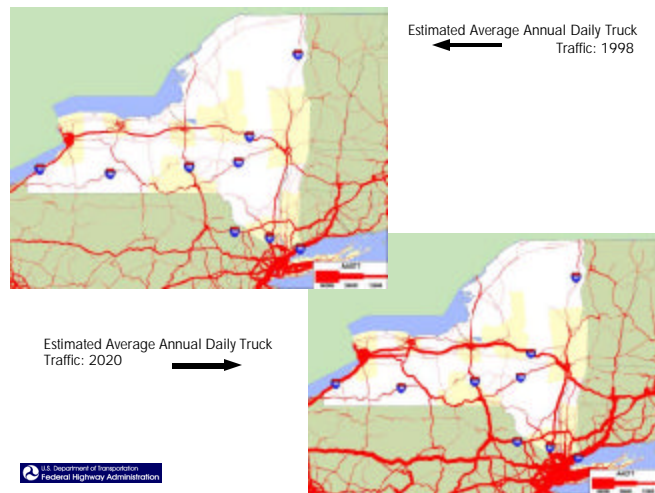 Estimated Average Annual Daily Truck
Traffic: 1998
Estimated Average Annual Daily Truck
Traffic: 2020
U.S. Department of Transportation
Federal Highway Administration